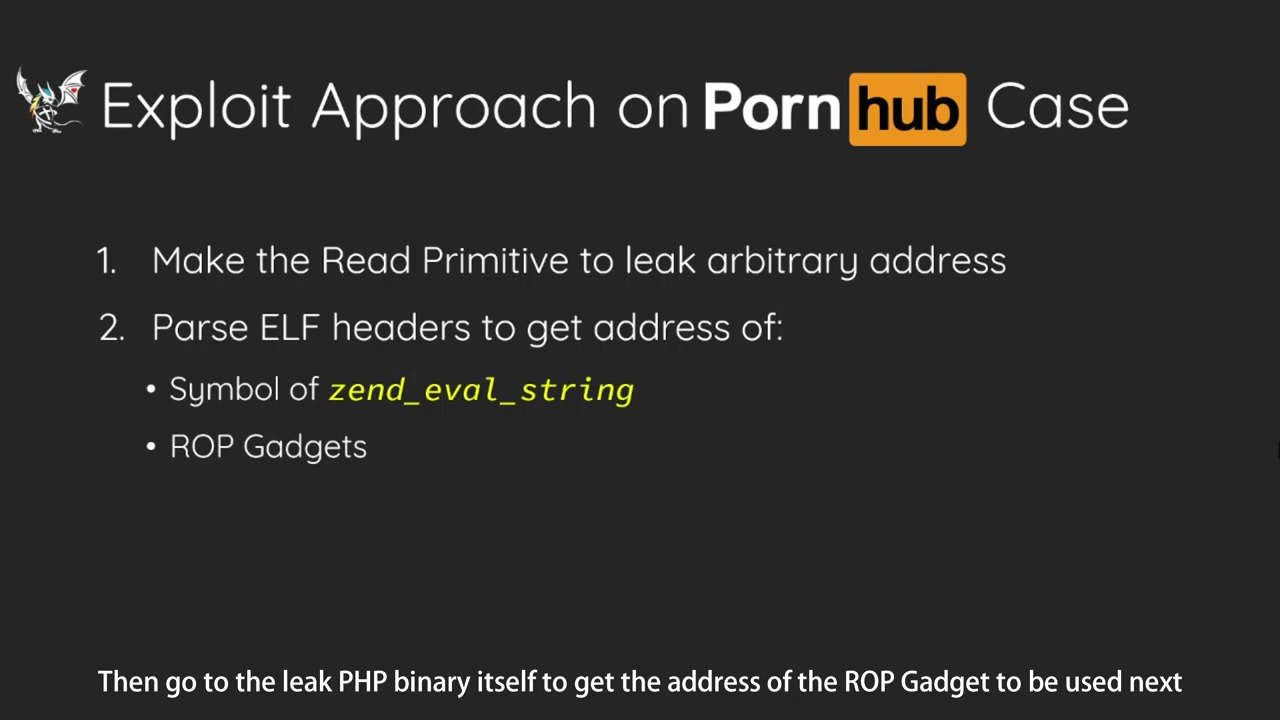 Exploit Approach on Pornhub Case
1. Make the Read Primitive to leak arbitrary address
2. Parse ELF headers to get address of:
• Symbol of zend_eval_string
• ROP Gadgets
Then go to the leak PHP binary itself to get the address of the ROP Gadget to be used next